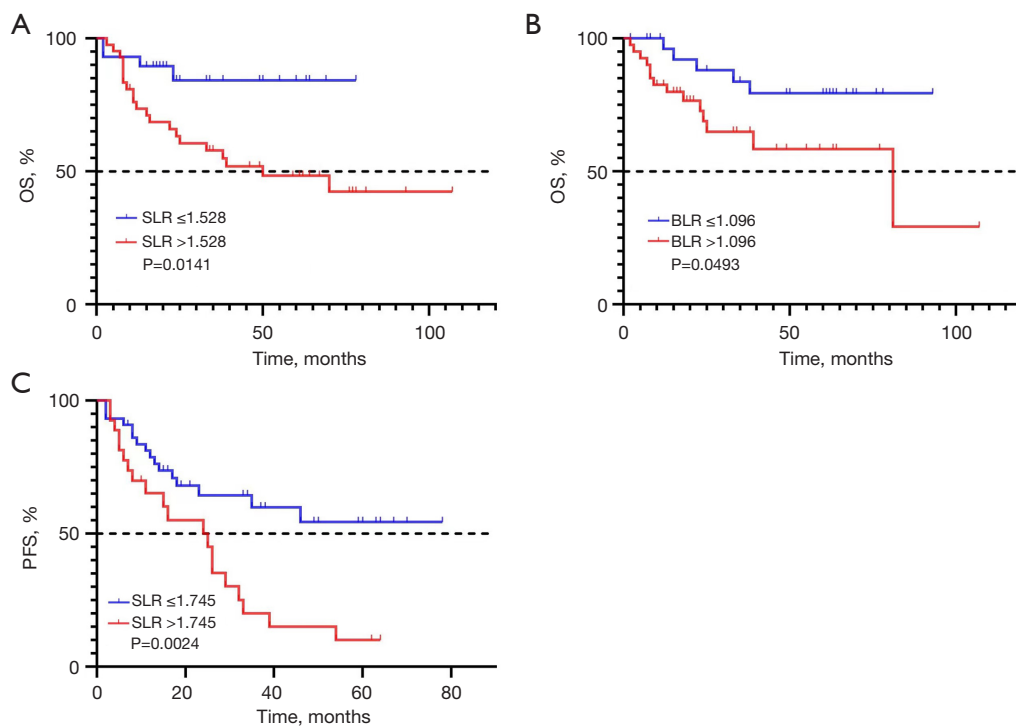 A
100
50
0
OS, %
SLR ≤1.528
SLR >1.528
P=0.0141
0
50
100
Time, months
B
100
50
0
OS, %
BLR ≤1.096
BLR >1.096
P=0.0493
0
50
100
Time, months
C
100
50
0
PFS, %
SLR ≤1.745
SLR >1.745
P=0.0024
0
20
40
60
80
Time, months